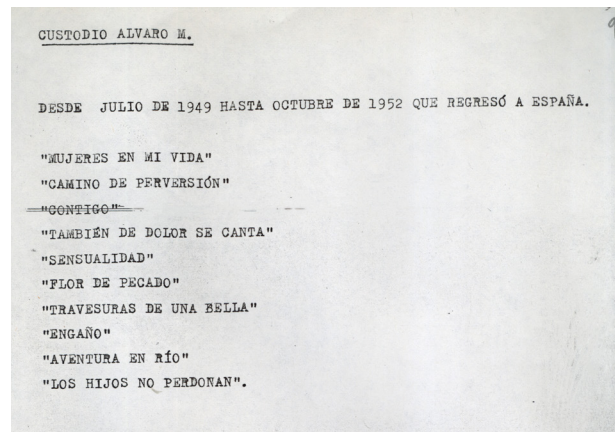 CUSTODIO ALVARO M.
DESDE JULIO DE 1949 HASTA OCTUBRE DE 1952 QUE REGRESÓ A ESPAÑA.
"MUJERES EN MI VIDA"
"CAMINO DE PERVERSIÓN"
"CONTIGO"
"TAMBIÉN DE DOLOR SE CANTA"
"SENSUALIDAD"
"FLOR DE PECADO"
"TRAVESURAS DE UNA BELLA"
"ENGAÑO"
"AVENTURA EN RÍO"
"LOS HIJOS NO PERDONAN".